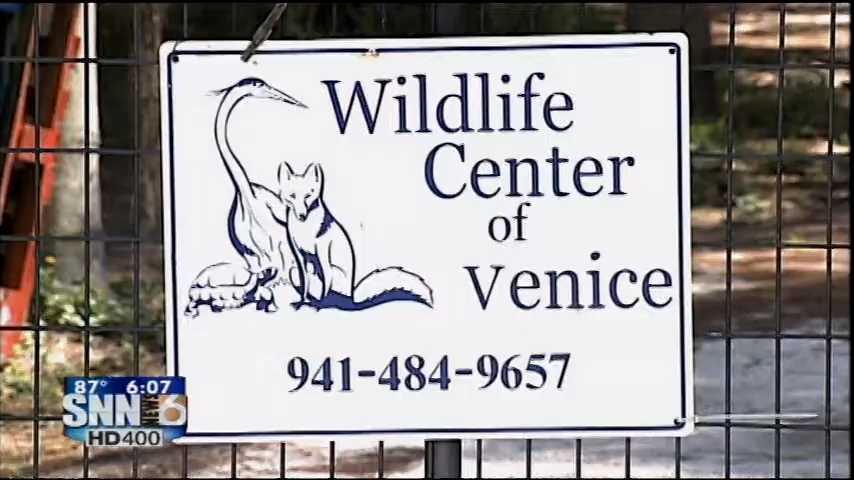 Wildlife
Center
of
Venice
941-484-9657
87° 6:07
SNN NEWS 6
HD400